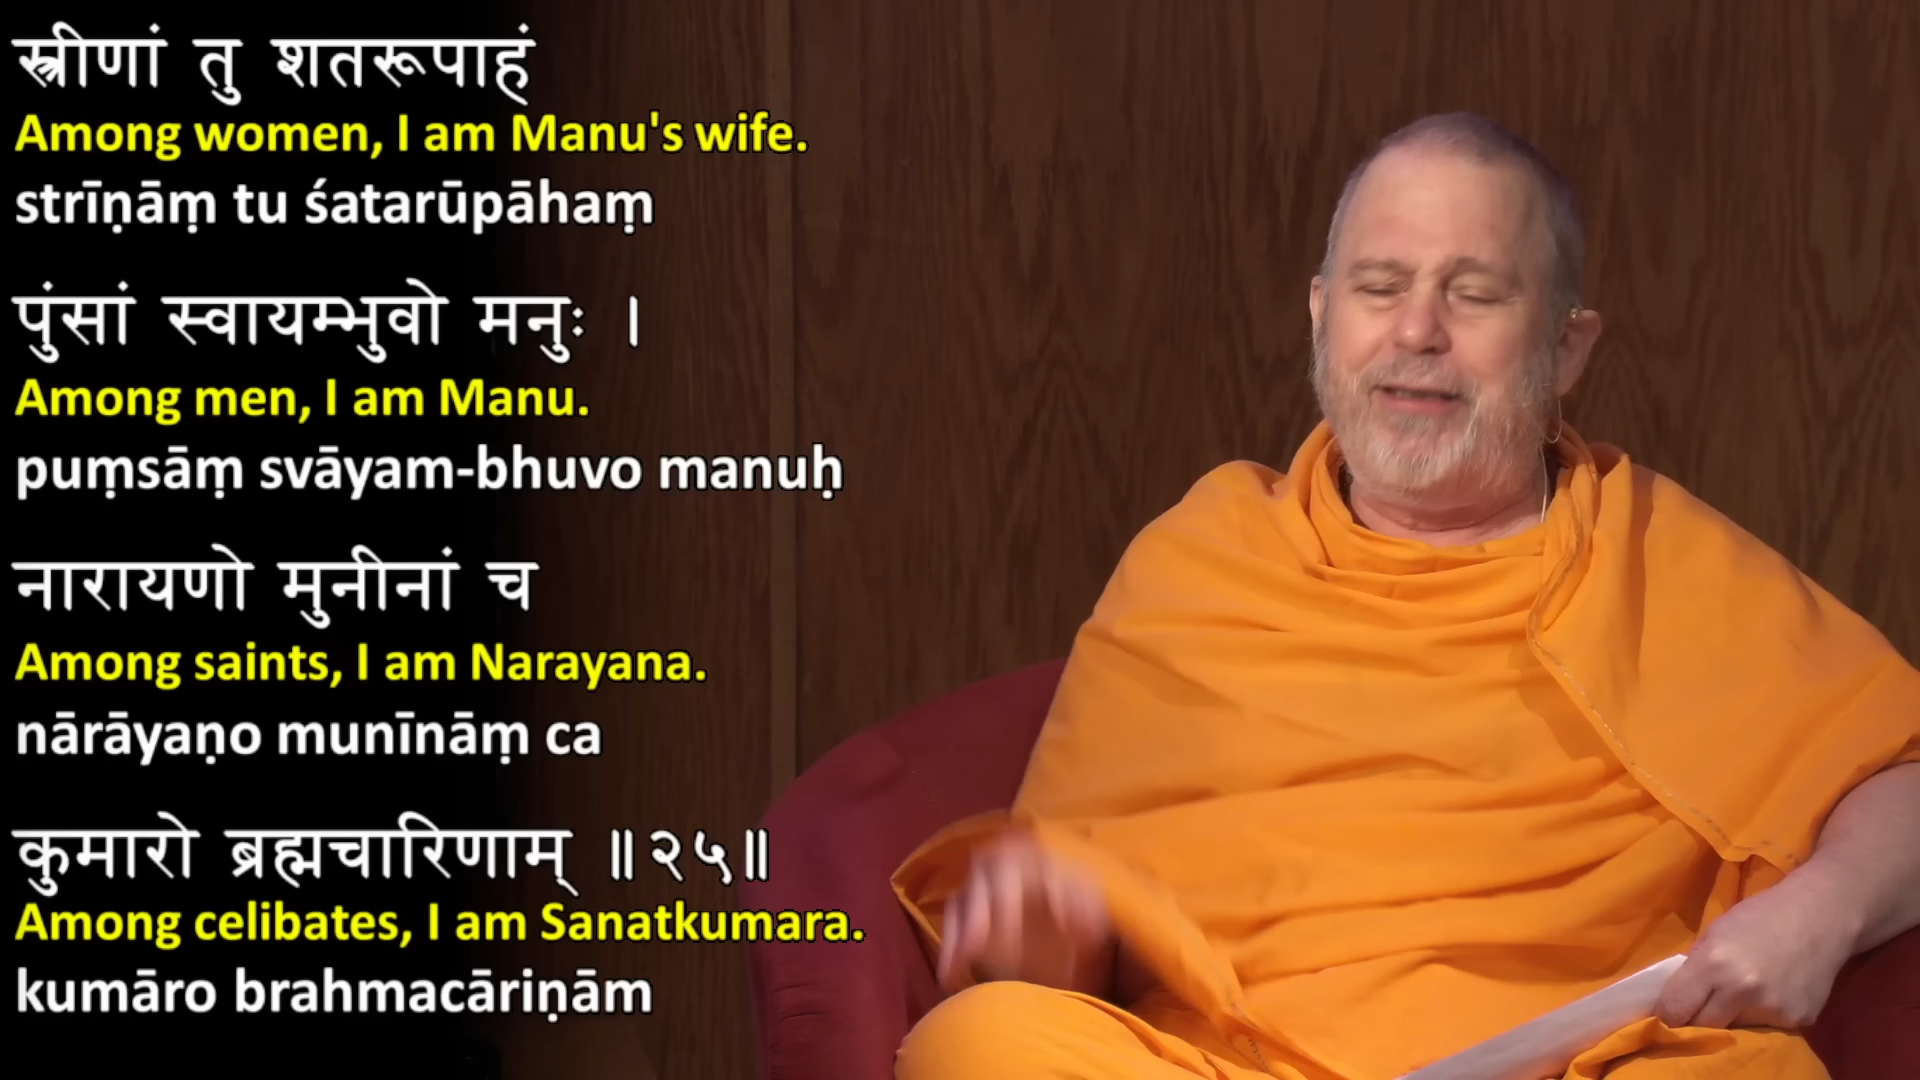 स्त्रीणां तु शतरूपाहं
Among women, I am Manu's wife.
strīṇāṃ tu śatarūpāhaṃ
पुंसां स्वायम्भुवो मनुः ।
Among men, I am Manu.
puṃsāṃ svāyam-bhuvo manuḥ
नारायणो मुनीनां च
Among saints, I am Narayana.
nārāyaṇo munīnāṃ ca
कुमारो ब्रह्मचारिणाम् ॥२५॥
Among celibates, I am Sanatkumara.
kumāro brahmacāriṇām